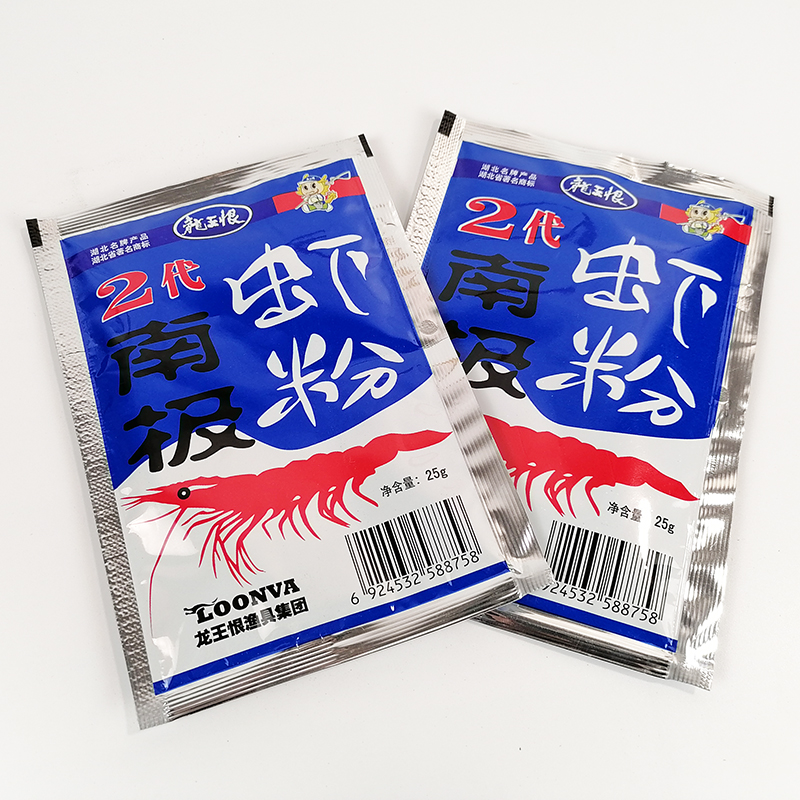 湖北名牌产品
湖北省著名商标
龍王恨
2代
南极
虾粉
净含量：25g
6 924532 588758
LOONVA
龙王恨渔具集团
湖北名牌产品
湖北省著名商标
龍王恨
2代
南极
虾粉
净含量：25g
924532 588758